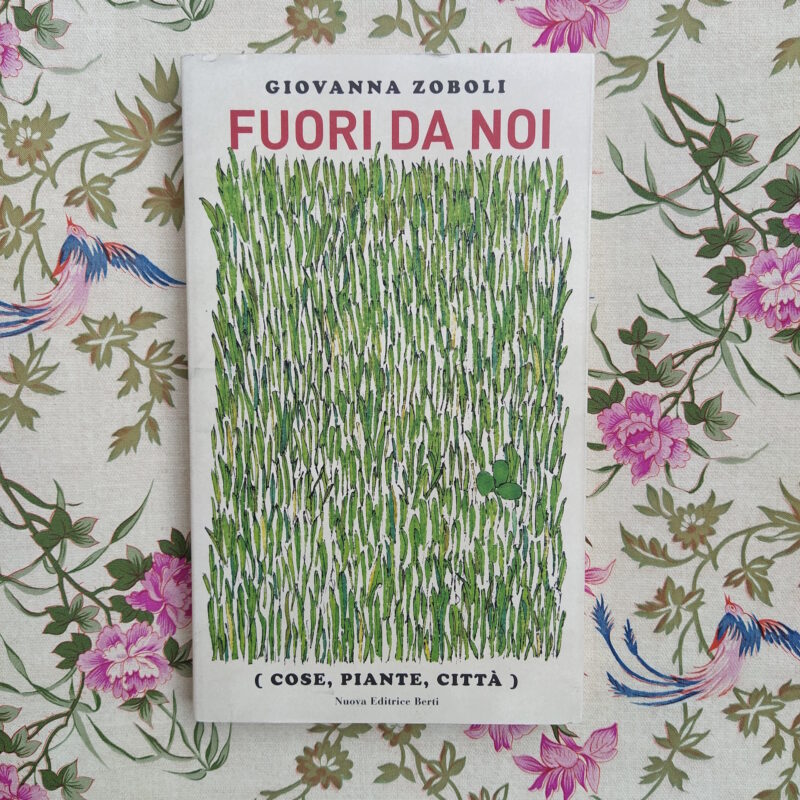 GIOVANNA ZOBOLI
FUORI DA NOI
( COSE, PIANTE, CITTÀ )
Nuova Editrice Berti